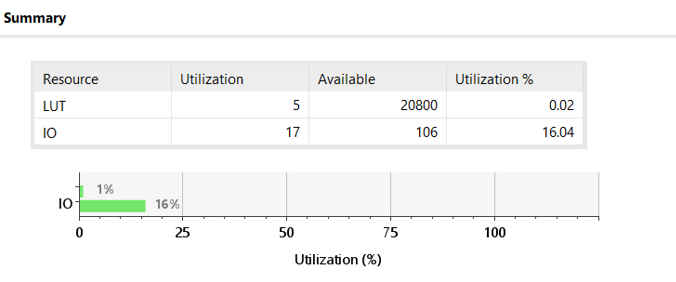 Summary
Resource Utilization Available Utilization %
LUT 5 20800 0.02
IO 17 106 16.04
1%
IO 16%
0 25 50 75 100
Utilization (%)